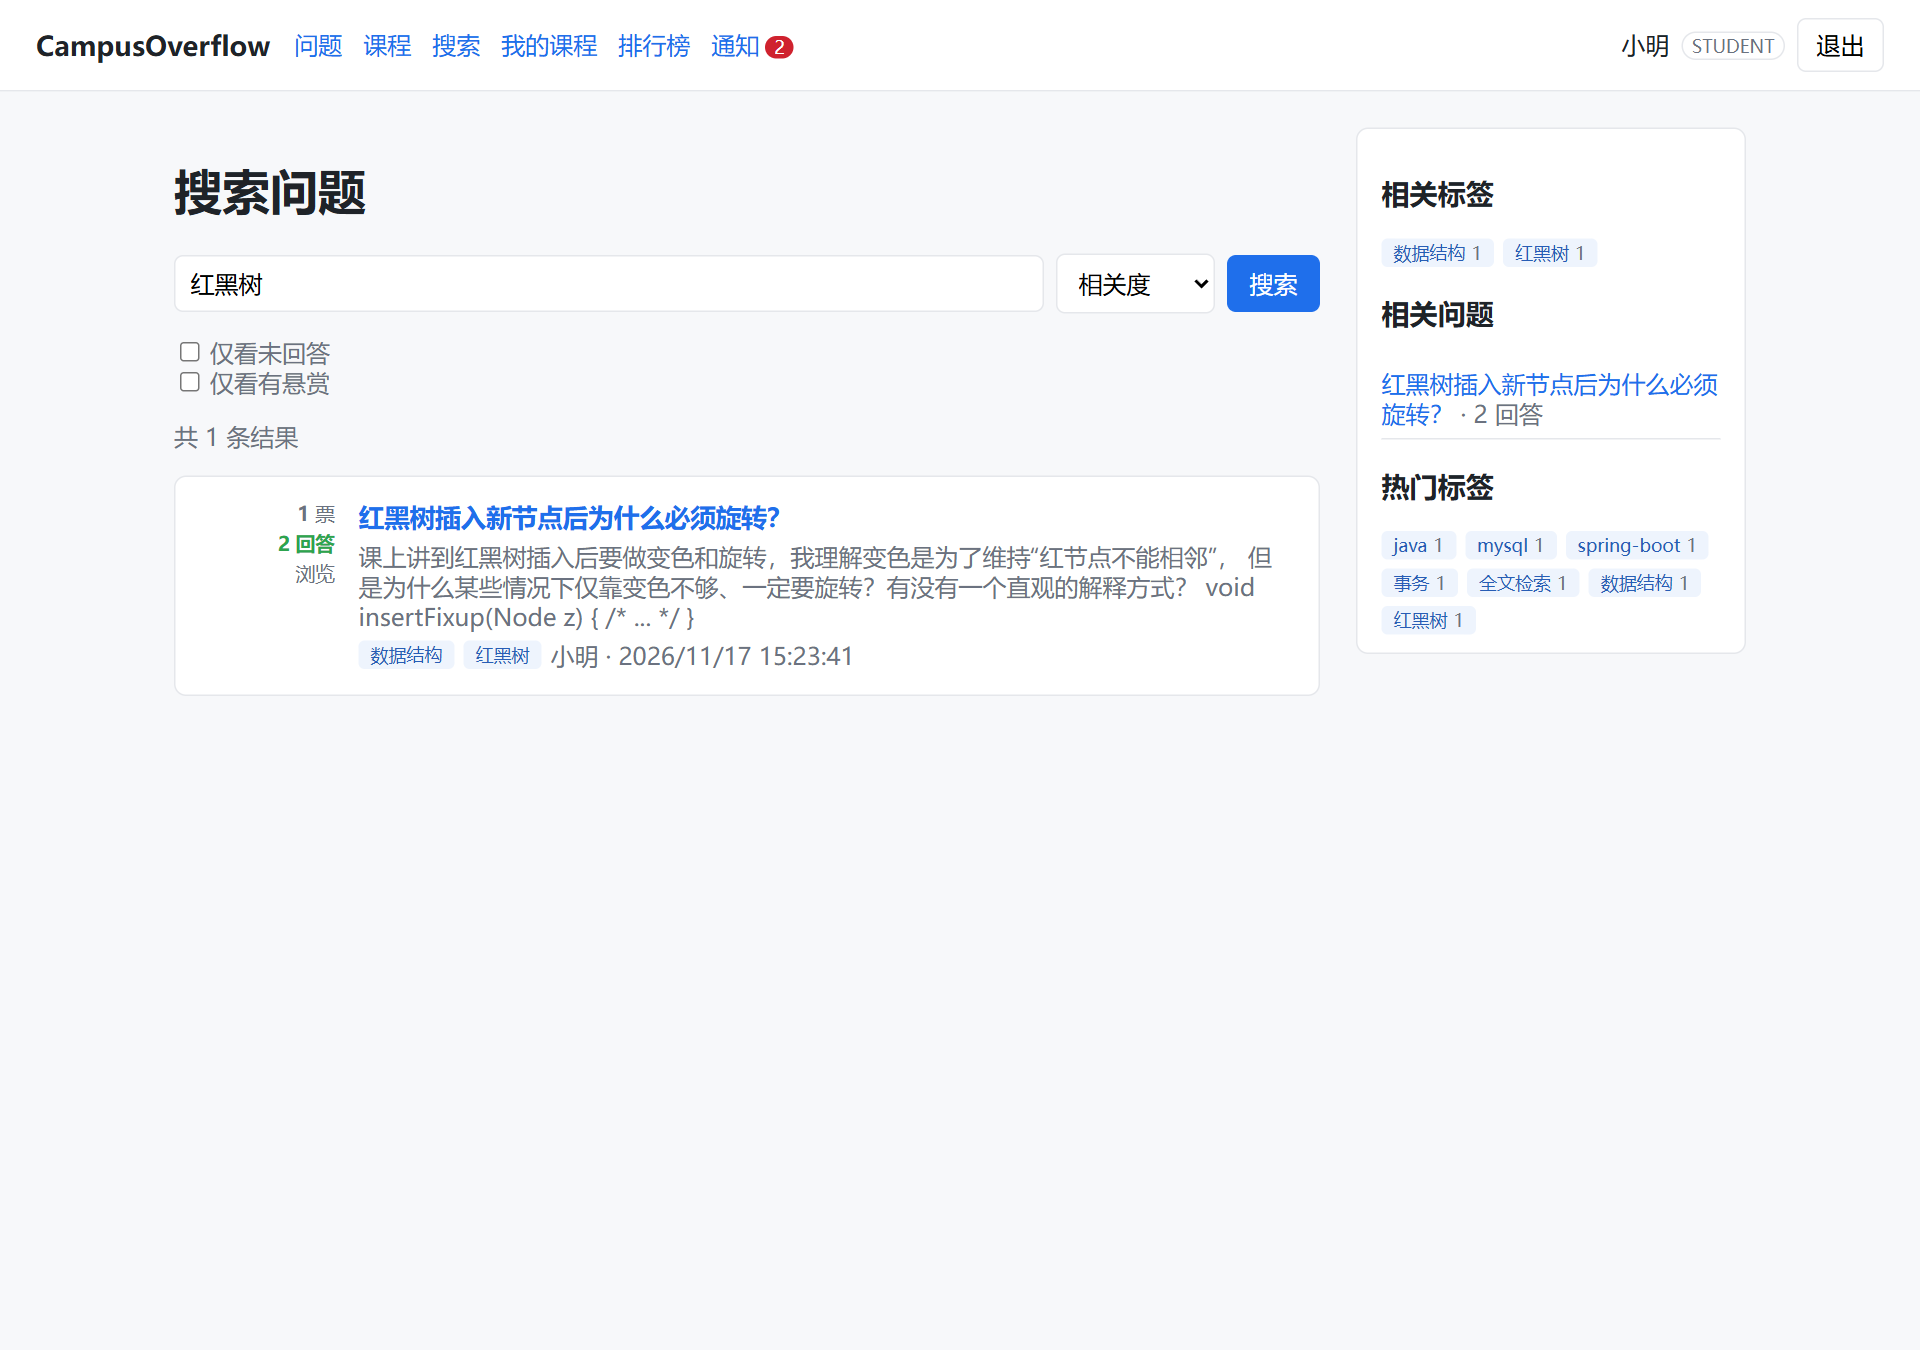 CampusOverflow 问题 课程 搜索 我的课程 排行榜 通知 2 小明 STUDENT 退出
搜索问题
红黑树 相关度 搜索
仅看未回答
仅看有悬赏
共 1 条结果
1 票
2 回答
浏览
红黑树插入新节点后为什么必须旋转?
课上讲到红黑树插入后要做变色和旋转，我理解变色是为了维持“红节点不能相邻”， 但
是为什么某些情况下仅靠变色不够、一定要旋转？有没有一个直观的解释方式？ void
insertFixup(Node z) { /* ... */ }
数据结构 红黑树 小明 · 2026/11/17 15:23:41
相关标签
数据结构 1 红黑树 1
相关问题
红黑树插入新节点后为什么必须
旋转？ · 2 回答
热门标签
java 1 mysql 1 spring-boot 1
事务 1 全文检索 1 数据结构 1
红黑树 1